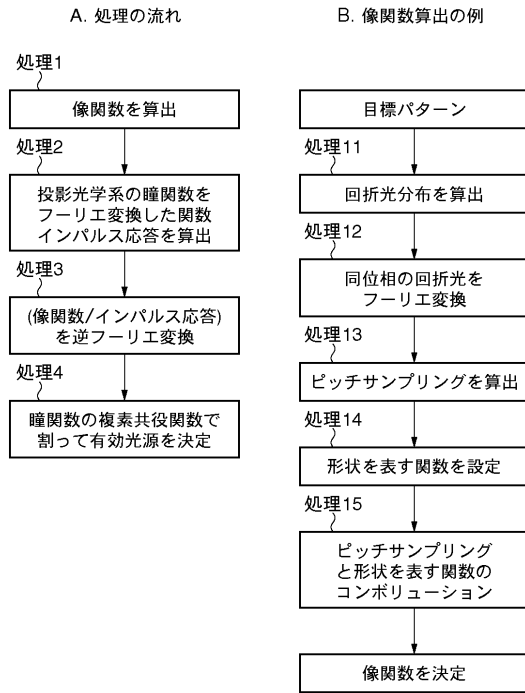 A. 処理の流れ
処理1
像関数を算出
処理2
投影光学系の瞳関数を
フーリエ変換した関数
インパルス応答を算出
処理3
(像関数/インパルス応答)
を逆フーリエ変換
処理4
瞳関数の複素共役関数で
割って有効光源を決定
B. 像関数算出の例
目標パターン
処理11
回折光分布を算出
処理12
同位相の回折光を
フーリエ変換
処理13
ピッチサンプリングを算出
処理14
形状を表す関数を設定
処理15
ピッチサンプリング
と形状を表す関数の
コンボリューション
像関数を決定